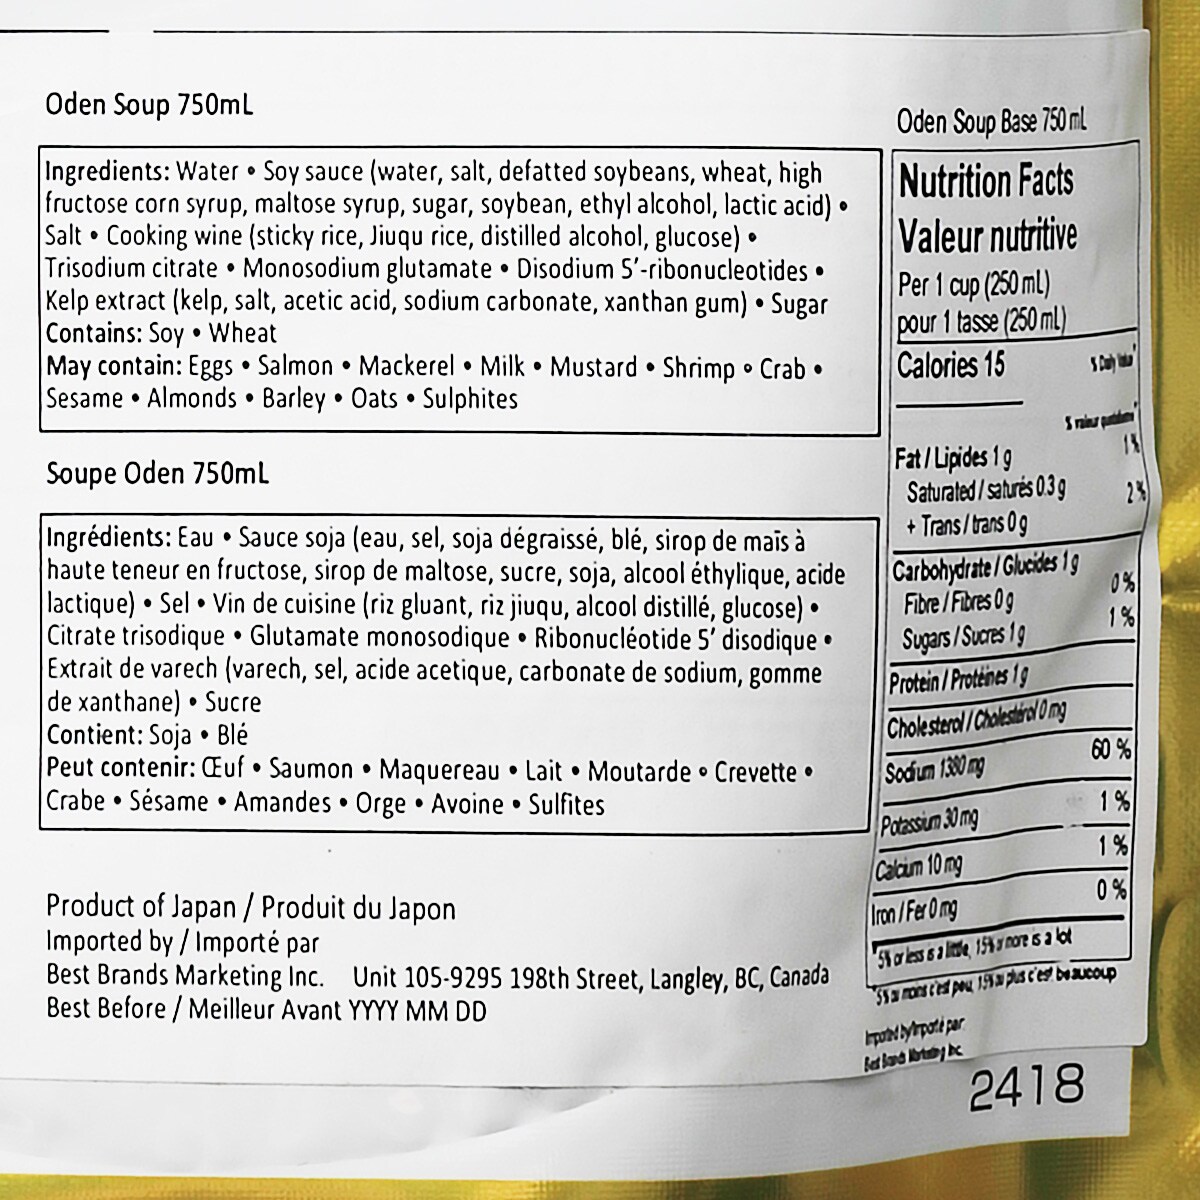 Oden Soup 750mL
Ingredients: Water • Soy sauce (water, salt, defatted soybeans, wheat, high
fructose corn syrup, maltose syrup, sugar, soybean, ethyl alcohol, lactic acid) •
Salt • Cooking wine (sticky rice, Jiuqu rice, distilled alcohol, glucose) •
Trisodium citrate • Monosodium glutamate • Disodium 5'-ribonucleotides •
Kelp extract (kelp, salt, acetic acid, sodium carbonate, xanthan gum) • Sugar
Contains: Soy • Wheat
May contain: Eggs • Salmon • Mackerel • Milk • Mustard • Shrimp • Crab •
Sesame • Almonds • Barley • Oats • Sulphites
Soupe Oden 750mL
Ingrédients: Eau • Sauce soja (eau, sel, soja dégraissé, blé, sirop de maïs à
haute teneur en fructose, sirop de maltose, sucre, soja, alcool éthylique, acide
lactique) • Sel • Vin de cuisine (riz gluant, riz jiuqu, alcool distillé, glucose) •
Citrate trisodique • Glutamate monosodique • Ribonucléotide 5' disodique •
Extrait de varech (varech, sel, acide acetique, carbonate de sodium, gomme
de xanthane) • Sucre
Contient: Soja • Blé
Peut contenir: Œuf • Saumon • Maquereau • Lait • Moutarde • Crevette •
Crabe • Sésame • Amandes • Orge • Avoine • Sulfites
Product of Japan / Produit du Japon
Imported by / Importé par
Best Brands Marketing Inc. Unit 105-9295 198th Street, Langley, BC, Canada
Best Before / Meilleur Avant YYYY MM DD
Oden Soup Base 750 mL
Nutrition Facts
Valeur nutritive
Per 1 cup (250 mL)
pour 1 tasse (250 mL)
Calories 15 % Daily Value*
% valeur quotidienne*
Fat / Lipides 1 g 1 %
Saturated / saturés 0.3 g 2 %
+ Trans / trans 0 g
Carbohydrate / Glucides 1 g
Fibre / Fibres 0 g 0 %
Sugars / Sucres 1 g 1 %
Protein / Protéines 1 g
Cholesterol / Cholestérol 0 mg
Sodium 1380 mg 60 %
Potassium 30 mg 1 %
Calcium 10 mg 1 %
Iron / Fer 0 mg 0 %
*5% or less is a little, 15% or more is a lot
*5% ou moins c'est peu, 15% ou plus c'est beaucoup
Imported by/Importé par
Best Brands Marketing Inc.
2418